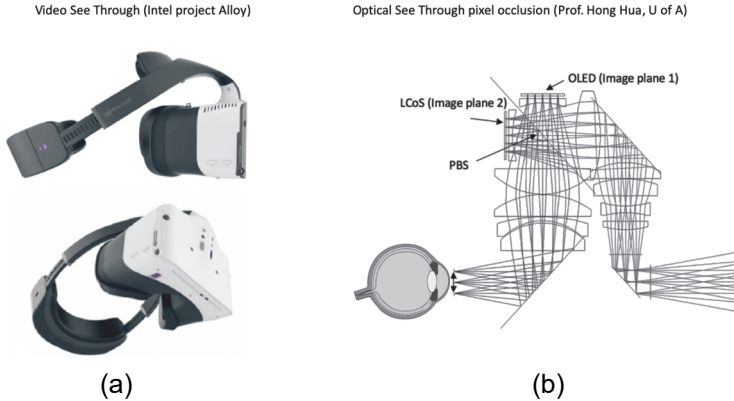 Video See Through (Intel project Alloy)
Optical See Through pixel occlusion (Prof. Hong Hua, U of A)
OLED (Image plane 1)
LCoS (Image plane 2)
PBS
(a)
(b)